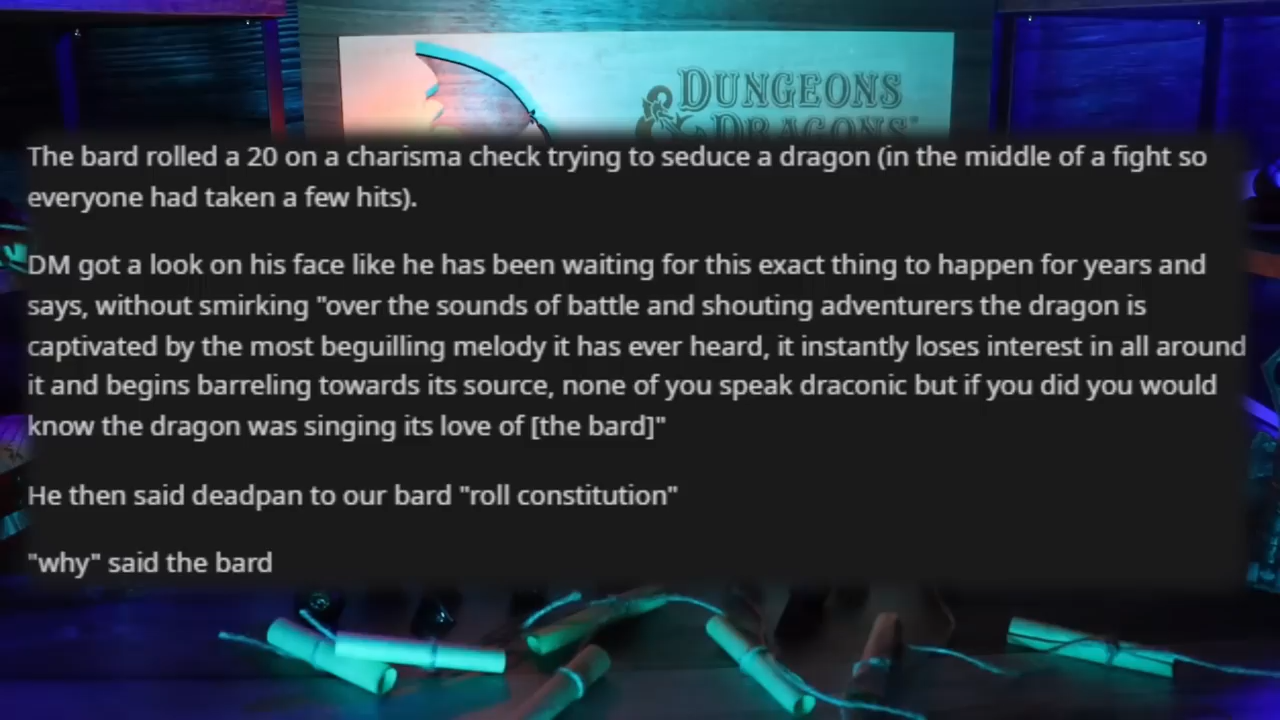 DUNGEONS
& DRAGONS
The bard rolled a 20 on a charisma check trying to seduce a dragon (in the middle of a fight so
everyone had taken a few hits).
DM got a look on his face like he has been waiting for this exact thing to happen for years and
says, without smirking "over the sounds of battle and shouting adventurers the dragon is
captivated by the most beguilling melody it has ever heard, it instantly loses interest in all around
it and begins barreling towards its source, none of you speak draconic but if you did you would
know the dragon was singing its love of [the bard]"
He then said deadpan to our bard "roll constitution"
"why" said the bard